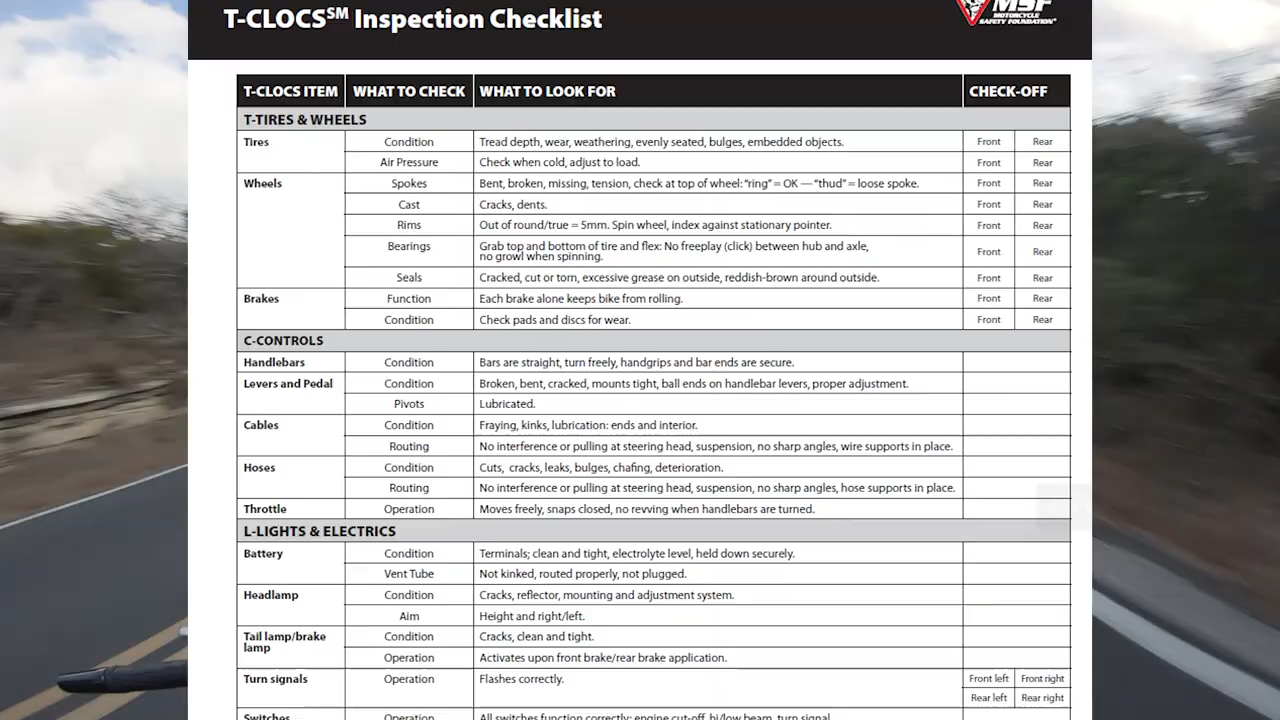 T-CLOCSSM Inspection Checklist
MSF
MOTORCYCLE
SAFETY FOUNDATION
T-CLOCS ITEM WHAT TO CHECK WHAT TO LOOK FOR CHECK-OFF
T-TIRES & WHEELS
Tires Condition Tread depth, wear, weathering, evenly seated, bulges, embedded objects. Front Rear
Air Pressure Check when cold, adjust to load. Front Rear
Wheels Spokes Bent, broken, missing, tension, check at top of wheel: “ring” = OK — “thud” = loose spoke. Front Rear
Cast Cracks, dents. Front Rear
Rims Out of round/true = 5mm. Spin wheel, index against stationary pointer. Front Rear
Bearings Grab top and bottom of tire and flex: No freeplay (click) between hub and axle, Front Rear
no growl when spinning.
Seals Cracked, cut or torn, excessive grease on outside, reddish-brown around outside. Front Rear
Brakes Function Each brake alone keeps bike from rolling. Front Rear
Condition Check pads and discs for wear. Front Rear
C-CONTROLS
Handlebars Condition Bars are straight, turn freely, handgrips and bar ends are secure.
Levers and Pedal Condition Broken, bent, cracked, mounts tight, ball ends on handlebar levers, proper adjustment.
Pivots Lubricated.
Cables Condition Fraying, kinks, lubrication: ends and interior.
Routing No interference or pulling at steering head, suspension, no sharp angles, wire supports in place.
Hoses Condition Cuts, cracks, leaks, bulges, chafing, deterioration.
Routing No interference or pulling at steering head, suspension, no sharp angles, hose supports in place.
Throttle Operation Moves freely, snaps closed, no revving when handlebars are turned.
L-LIGHTS & ELECTRICS
Battery Condition Terminals; clean and tight, electrolyte level, held down securely.
Vent Tube Not kinked, routed properly, not plugged.
Headlamp Condition Cracks, reflector, mounting and adjustment system.
Aim Height and right/left.
Tail lamp/brake Condition Cracks, clean and tight.
lamp
Operation Activates upon front brake/rear brake application.
Turn signals Operation Flashes correctly. Front left Front right
Rear left Rear right
Switches Operation All switches function correctly: engine cut-off, hi/low beam, turn signal